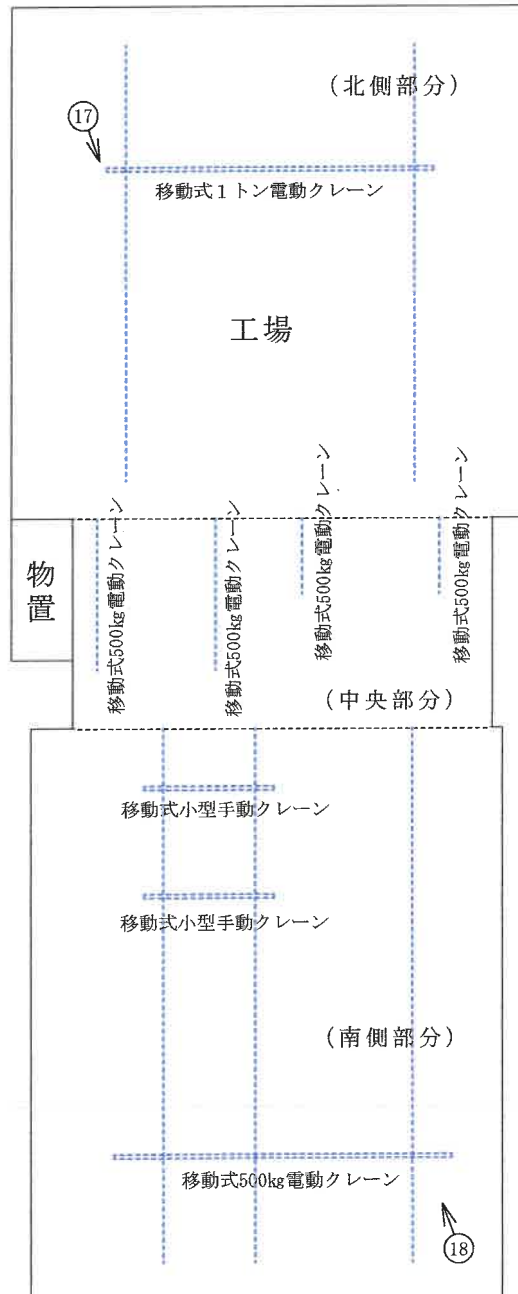 (北側部分)
⑰
移動式1トン電動クレーン
工場
移動式500kg電動クレーン
移動式500kg電動クレーン
移動式500kg電動クレーン
移動式500kg電動クレーン
物置
(中央部分)
移動式小型手動クレーン
移動式小型手動クレーン
(南側部分)
移動式500kg電動クレーン
⑱